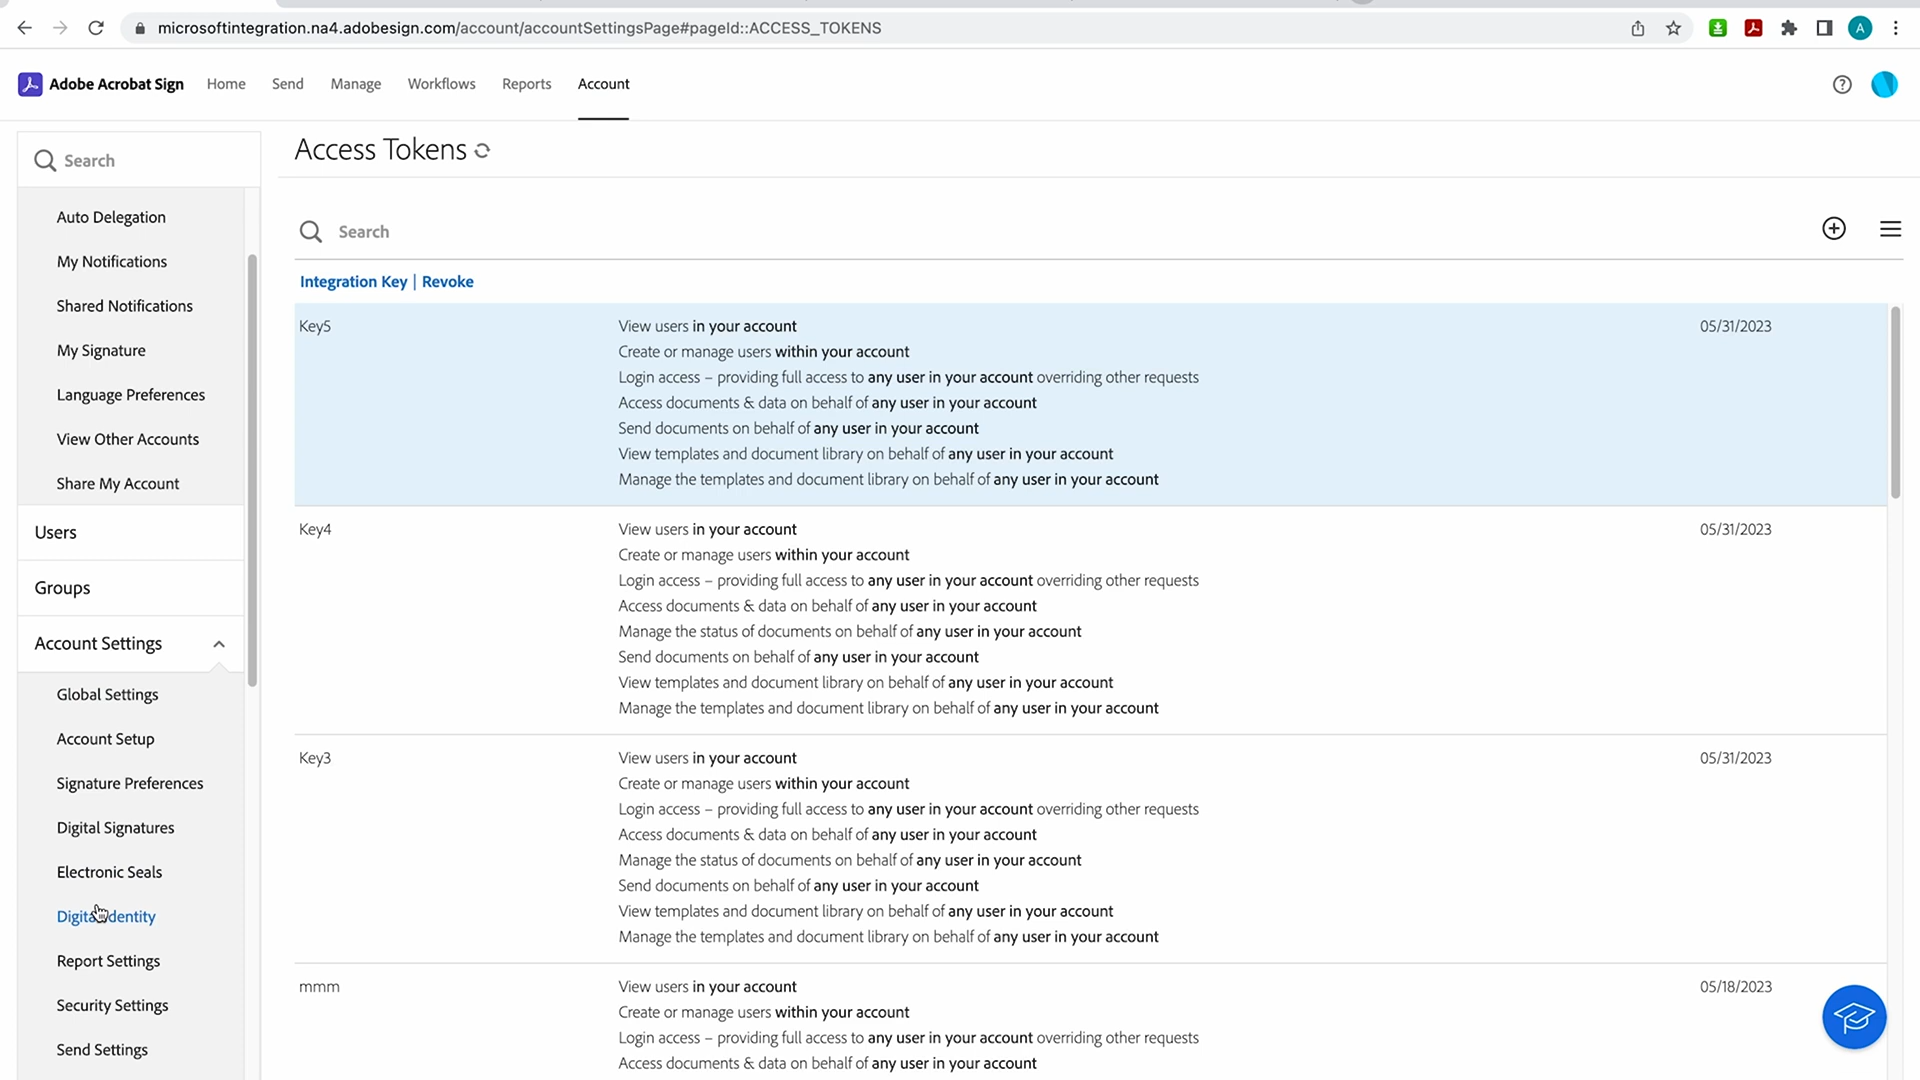 microsoftintegration.na4.adobesign.com/account/accountSettingsPage#pageId::ACCESS_TOKENS
A
Adobe Acrobat Sign
Home
Send
Manage
Workflows
Reports
Account
Search
Auto Delegation
My Notifications
Shared Notifications
My Signature
Language Preferences
View Other Accounts
Share My Account
Users
Groups
Account Settings
Global Settings
Account Setup
Signature Preferences
Digital Signatures
Electronic Seals
Digital Identity
Report Settings
Security Settings
Send Settings
Access Tokens
Search
Integration Key | Revoke
Key5
View users in your account
Create or manage users within your account
Login access – providing full access to any user in your account overriding other requests
Access documents & data on behalf of any user in your account
Send documents on behalf of any user in your account
View templates and document library on behalf of any user in your account
Manage the templates and document library on behalf of any user in your account
05/31/2023
Key4
View users in your account
Create or manage users within your account
Login access – providing full access to any user in your account overriding other requests
Access documents & data on behalf of any user in your account
Manage the status of documents on behalf of any user in your account
Send documents on behalf of any user in your account
View templates and document library on behalf of any user in your account
Manage the templates and document library on behalf of any user in your account
05/31/2023
Key3
View users in your account
Create or manage users within your account
Login access – providing full access to any user in your account overriding other requests
Access documents & data on behalf of any user in your account
Manage the status of documents on behalf of any user in your account
Send documents on behalf of any user in your account
View templates and document library on behalf of any user in your account
Manage the templates and document library on behalf of any user in your account
05/31/2023
mmm
View users in your account
Create or manage users within your account
Login access – providing full access to any user in your account overriding other requests
Access documents & data on behalf of any user in your account
05/18/2023